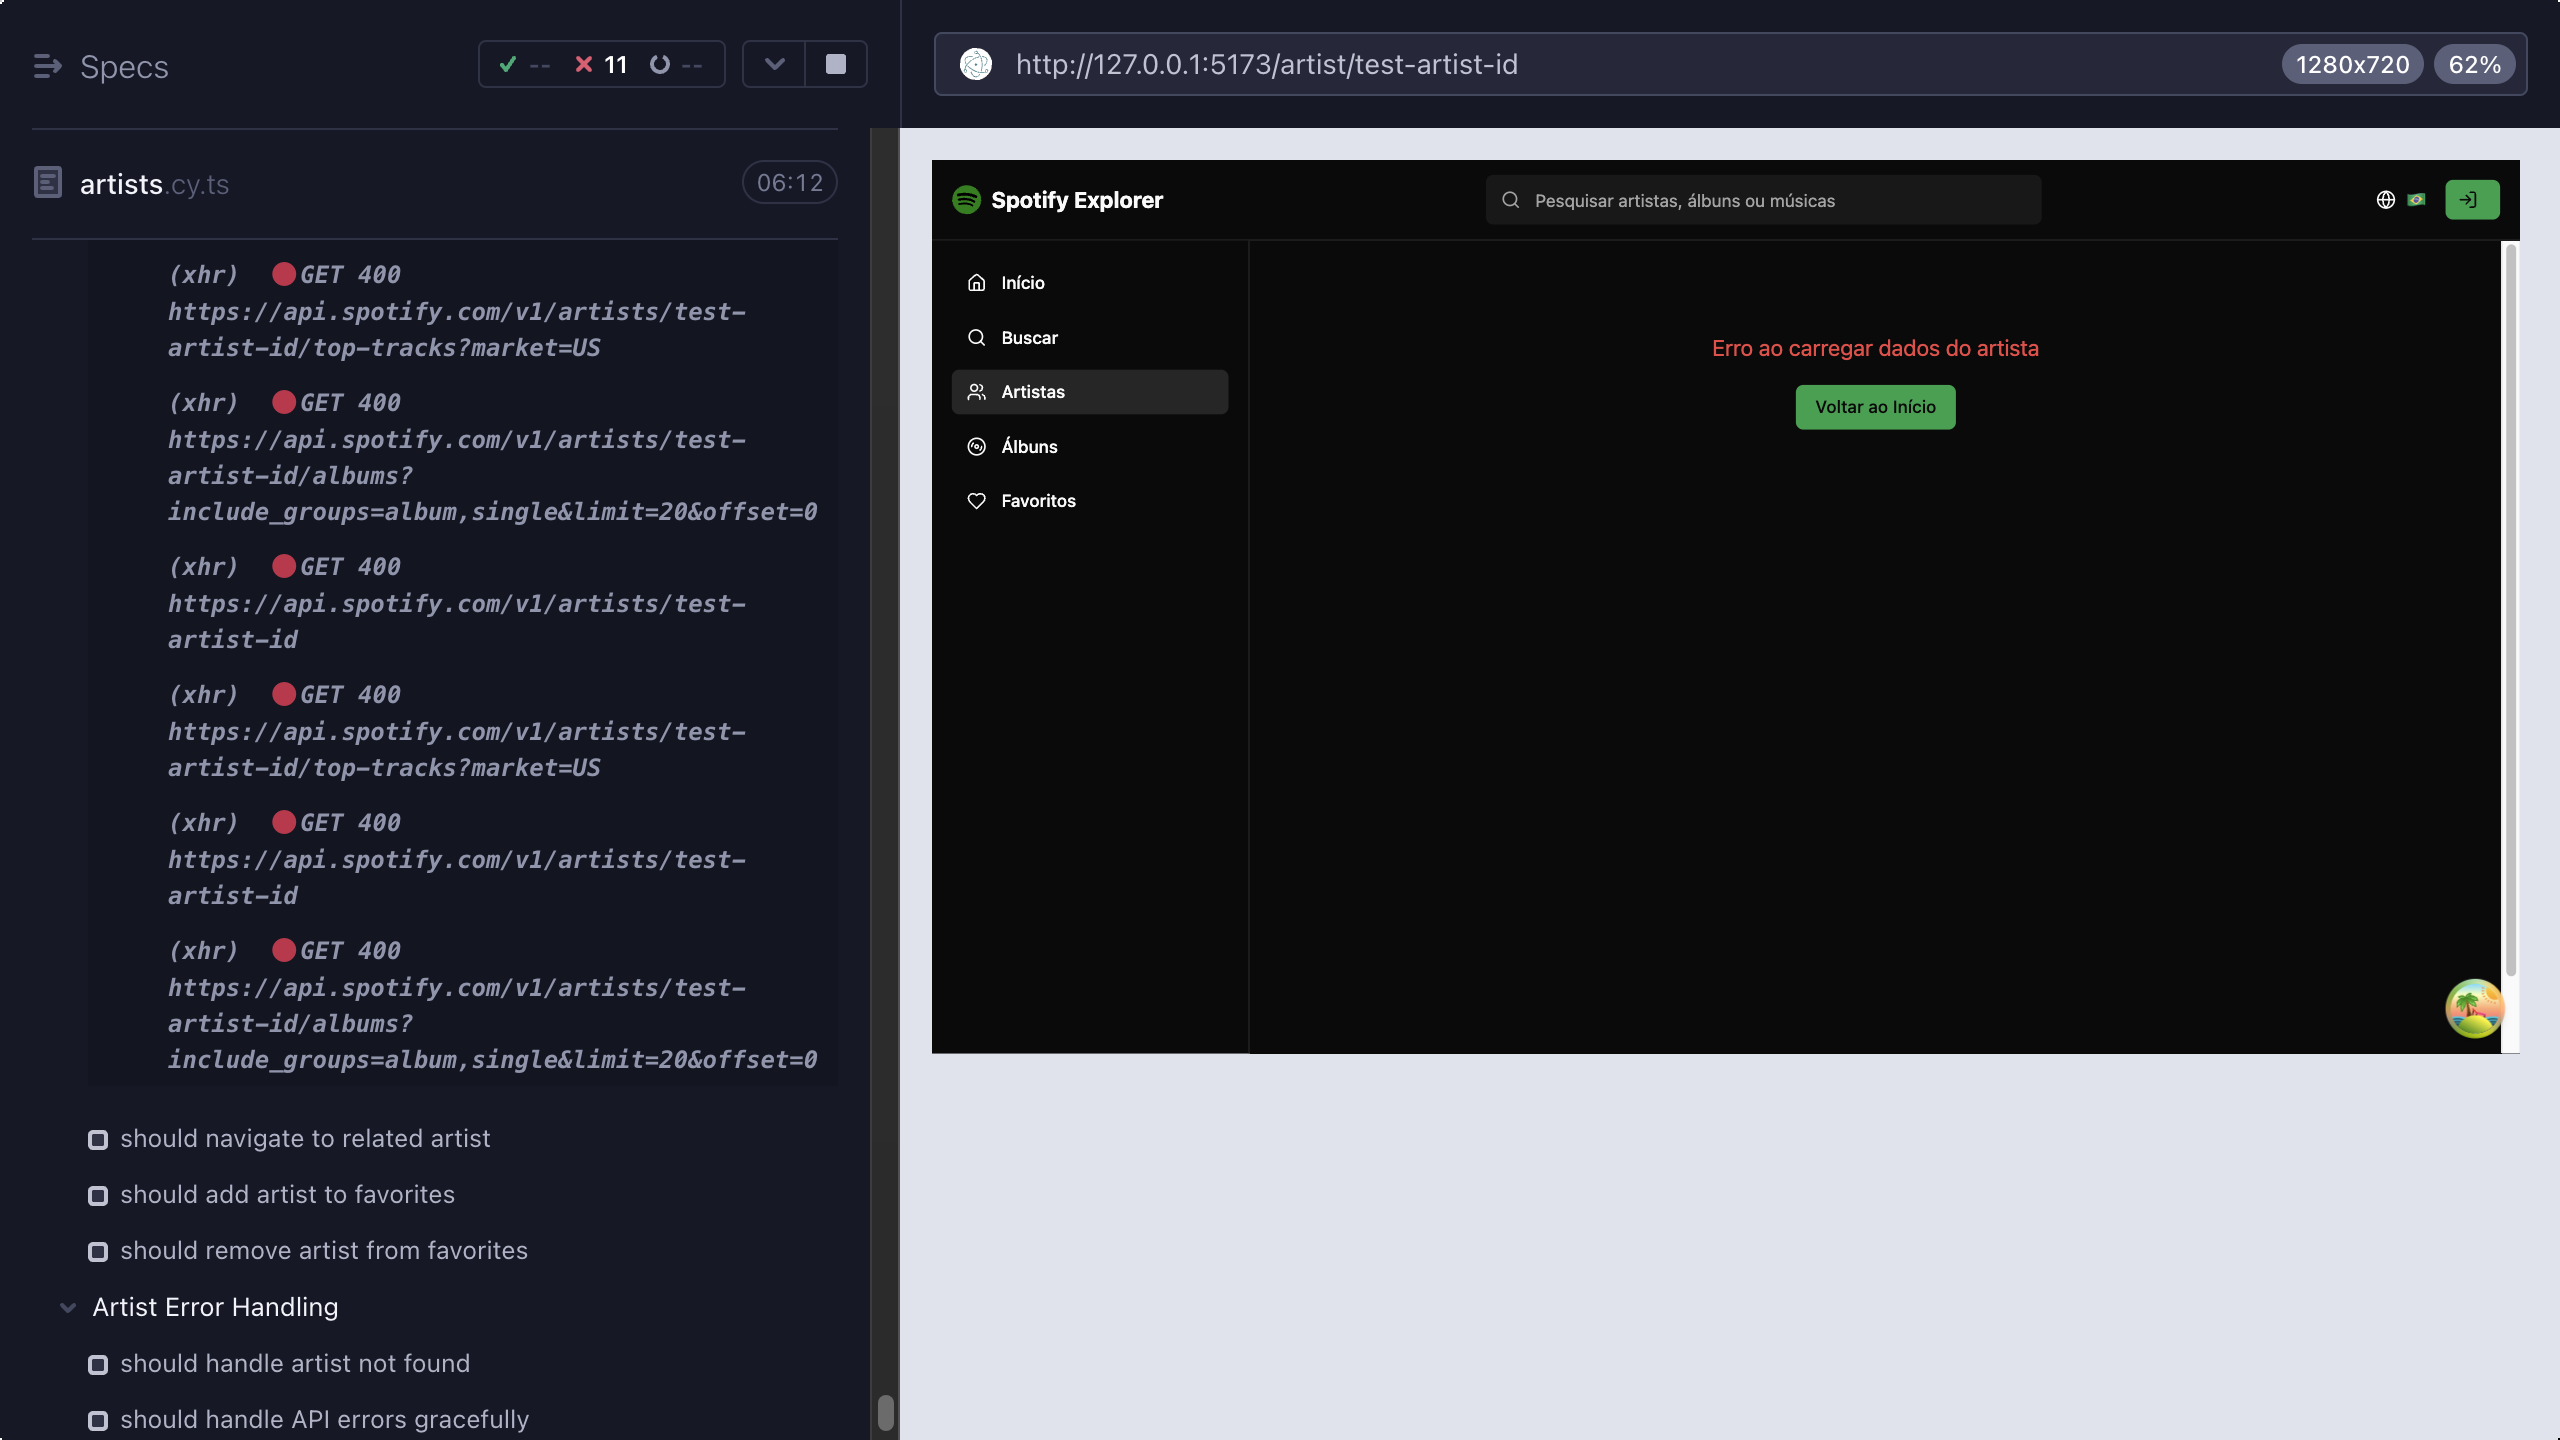 Specs
--
11
--
http://127.0.0.1:5173/artist/test-artist-id
1280x720
62%
artists.cy.ts
06:12
(xhr) GET 400
https://api.spotify.com/v1/artists/test-
artist-id/top-tracks?market=US
(xhr) GET 400
https://api.spotify.com/v1/artists/test-
artist-id/albums?
include_groups=album,single&limit=20&offset=0
(xhr) GET 400
https://api.spotify.com/v1/artists/test-
artist-id
(xhr) GET 400
https://api.spotify.com/v1/artists/test-
artist-id/top-tracks?market=US
(xhr) GET 400
https://api.spotify.com/v1/artists/test-
artist-id
(xhr) GET 400
https://api.spotify.com/v1/artists/test-
artist-id/albums?
include_groups=album,single&limit=20&offset=0
should navigate to related artist
should add artist to favorites
should remove artist from favorites
Artist Error Handling
should handle artist not found
should handle API errors gracefully
Spotify Explorer
Pesquisar artistas, álbuns ou músicas
Início
Buscar
Artistas
Álbuns
Favoritos
Erro ao carregar dados do artista
Voltar ao Início